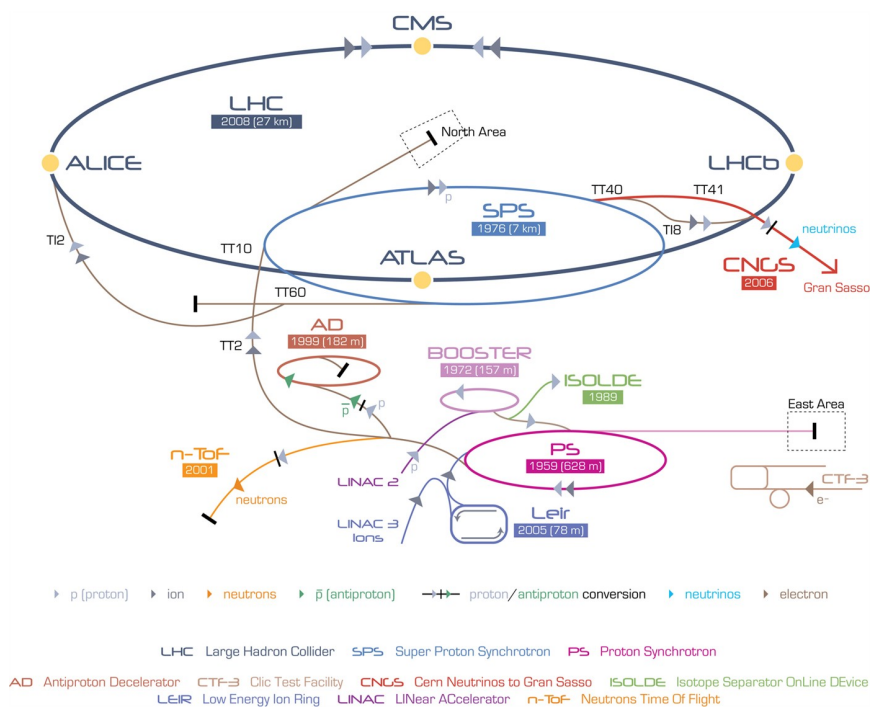 CMS
LHC
2008 (27 km)
North Area
ALICE
LHCb
TT40
TT41
p
SPS
1976 (7 km)
TI8
neutrinos
TI2
TT10
ATLAS
CNGS
2006
Gran Sasso
TT60
AD
1999 (182 m)
TT2
BOOSTER
1972 (157 m)
ISOLDE
1989
p̄
p
East Area
n-ToF
2001
PS
1959 (628 m)
p
LINAC 2
neutrons
CTF-3
e-
LINAC 3
Ions
Leir
2005 (78 m)
p (proton)
ion
neutrons
p̄ (antiproton)
proton/antiproton conversion
neutrinos
electron
LHC Large Hadron Collider
SPS Super Proton Synchrotron
PS Proton Synchrotron
AD Antiproton Decelerator
CTF-3 Clic Test Facility
CNGS Cern Neutrinos to Gran Sasso
ISOLDE Isotope Separator OnLine DEvice
LEIR Low Energy Ion Ring
LINAC LINear ACcelerator
n-ToF Neutrons Time Of Flight